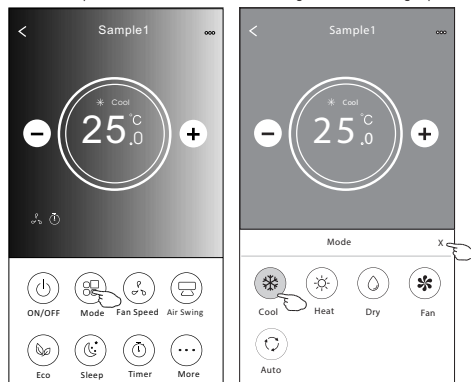 Sample1
Cool
25.0°C
ON/OFF Mode Fan Speed Air Swing
Eco Sleep Timer More
Sample1
Cool
25.0°C
Mode X
Cool Heat Dry Fan
Auto